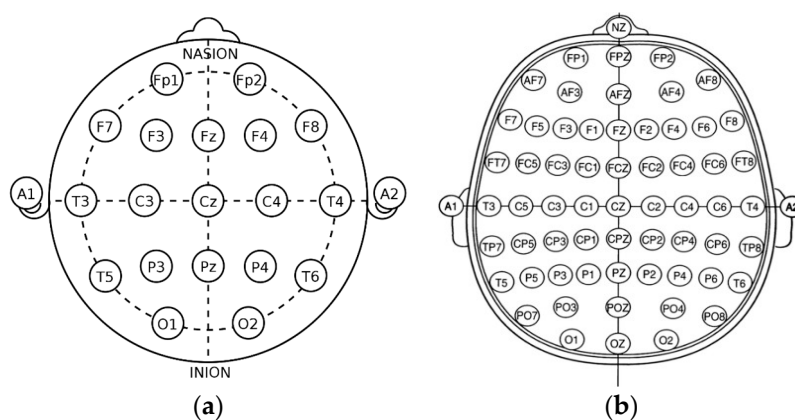 NASION
Fp1 Fp2
F7 F3 Fz F4 F8
A1 T3 C3 Cz C4 T4 A2
T5 P3 Pz P4 T6
O1 O2
INION
(a)
NZ
FP1 FPZ FP2
AF7 AF3 AFZ AF4 AF8
F7 F5 F3 F1 FZ F2 F4 F6 F8
FT7 FC5 FC3 FC1 FCZ FC2 FC4 FC6 FT8
A1 T3 C5 C3 C1 CZ C2 C4 C6 T4 A2
TP7 CP5 CP3 CP1 CPZ CP2 CP4 CP6 TP8
T5 P5 P3 P1 PZ P2 P4 P6 T6
PO7 PO3 POZ PO4 PO8
O1 OZ O2
(b)